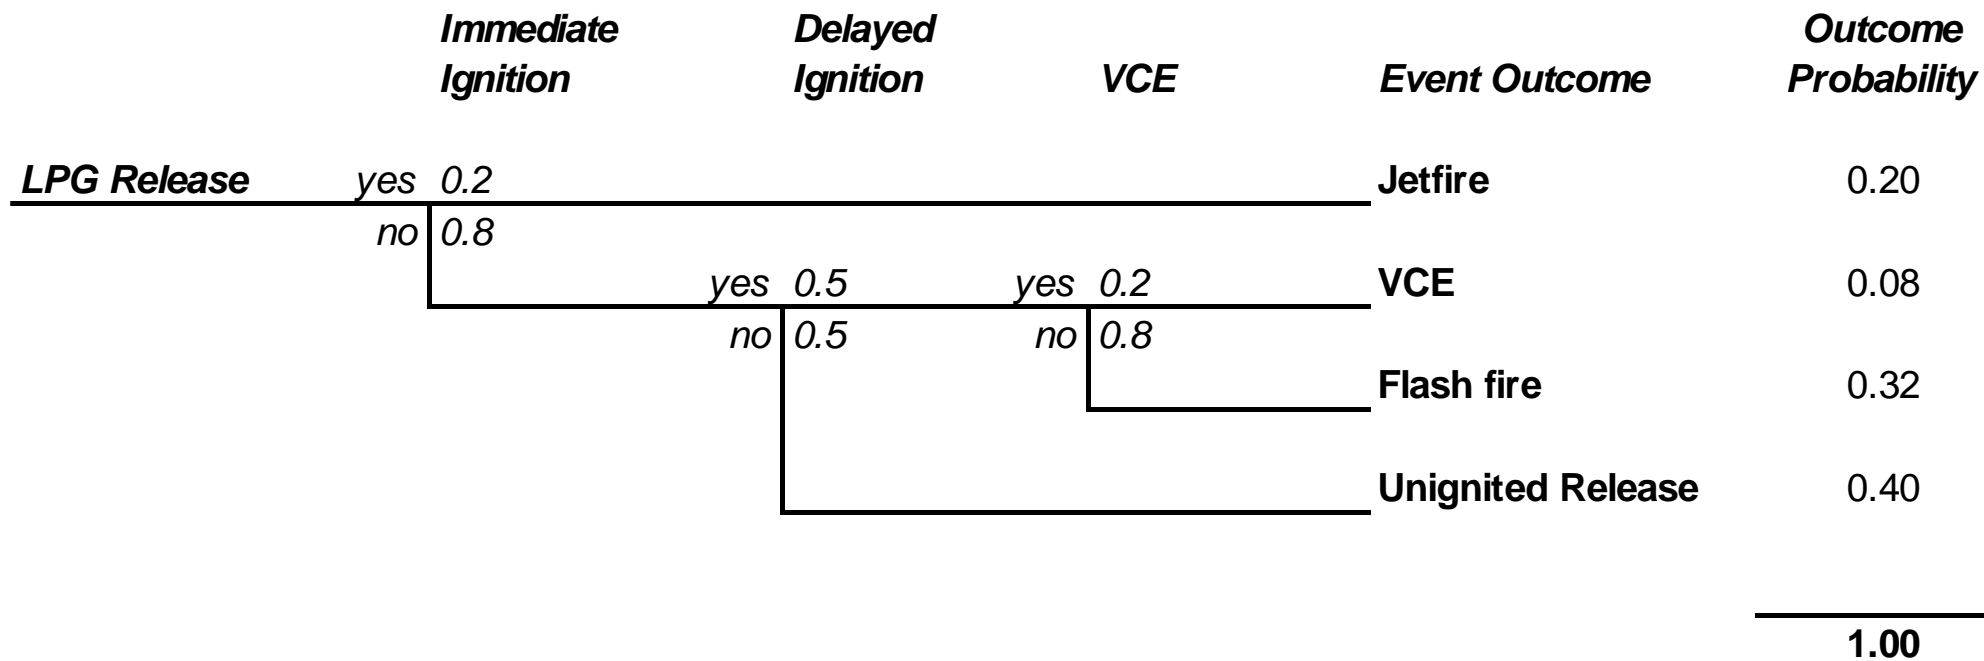 Immediate Delayed Outcome
Ignition Ignition VCE Event Outcome Probability
LPG Release yes 0.2 Jetfire 0.20
no 0.8
yes 0.5 yes 0.2 VCE 0.08
no 0.5 no 0.8
Flash fire 0.32
Unignited Release 0.40
1.00